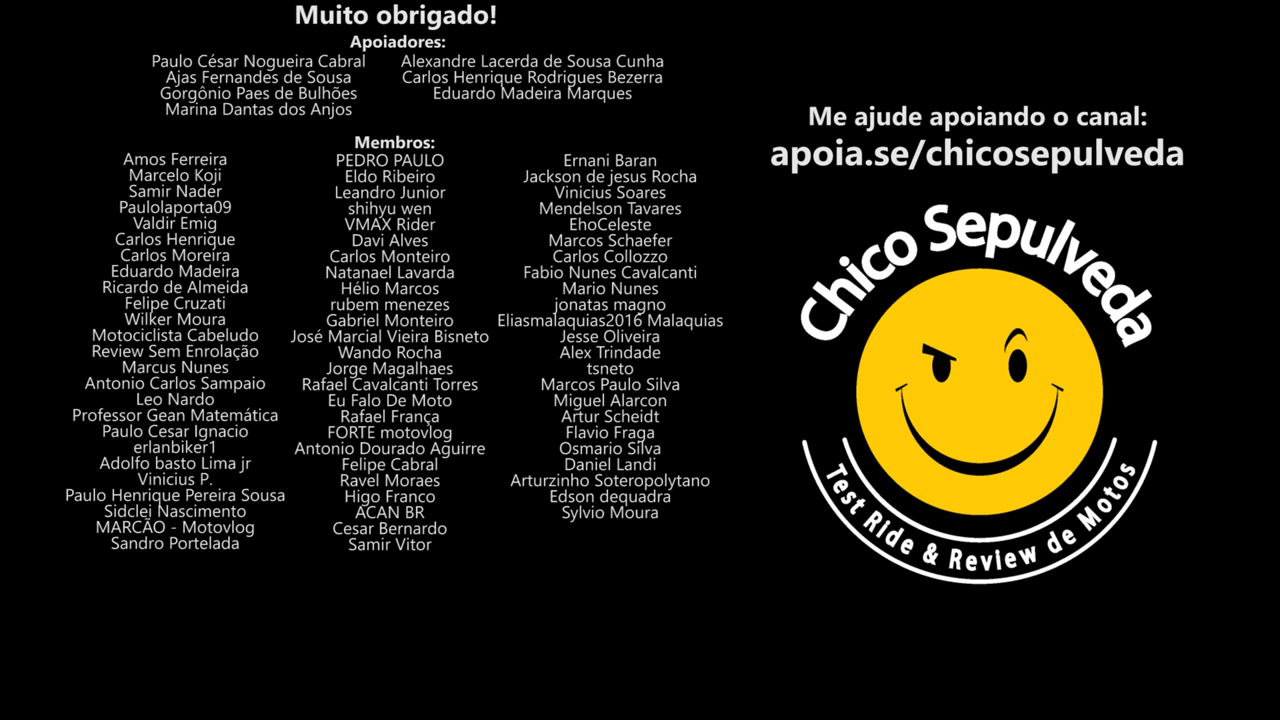 Muito obrigado!
Apoiadores:
Paulo César Nogueira Cabral
Ajas Fernandes de Sousa
Gorgônio Paes de Bulhões
Marina Dantas dos Anjos
Alexandre Lacerda de Sousa Cunha
Carlos Henrique Rodrigues Bezerra
Eduardo Madeira Marques
Membros:
Amos Ferreira
Marcelo Koji
Samir Nader
Paulolaporta09
Valdir Emig
Carlos Henrique
Carlos Moreira
Eduardo Madeira
Ricardo de Almeida
Felipe Cruzati
Wilker Moura
Motociclista Cabeludo
Review Sem Enrolação
Marcus Nunes
Antonio Carlos Sampaio
Leo Nardo
Professor Gean Matemática
Paulo Cesar Ignacio
erlanbiker1
Adolfo basto Lima jr
Vinicius P.
Paulo Henrique Pereira Sousa
Sidclei Nascimento
MARCÃO - Motovlog
Sandro Portelada
PEDRO PAULO
Eldo Ribeiro
Leandro Junior
shihyu wen
VMAX Rider
Davi Alves
Carlos Monteiro
Natanael Lavarda
Hélio Marcos
rubem menezes
Gabriel Monteiro
José Marcial Vieira Bisneto
Wando Rocha
Jorge Magalhaes
Rafael Cavalcanti Torres
Eu Falo De Moto
Rafael França
FORTE motovlog
Antonio Dourado Aguirre
Felipe Cabral
Ravel Moraes
Higo Franco
ACAN BR
Cesar Bernardo
Samir Vitor
Ernani Baran
Jackson de jesus Rocha
Vinicius Soares
Mendelson Tavares
EhoCeleste
Marcos Schaefer
Carlos Collozzo
Fabio Nunes Cavalcanti
Mario Nunes
jonatas magno
Eliasmalaquias2016 Malaquias
Jesse Oliveira
Alex Trindade
tsneto
Marcos Paulo Silva
Miguel Alarcon
Artur Scheidt
Flavio Fraga
Osmario Silva
Daniel Landi
Arturzinho Soteropolytano
Edson dequadra
Sylvio Moura
Me ajude apoiando o canal:
apoia.se/chicosepulveda
Chico Sepulveda
Test Ride & Review de Motos